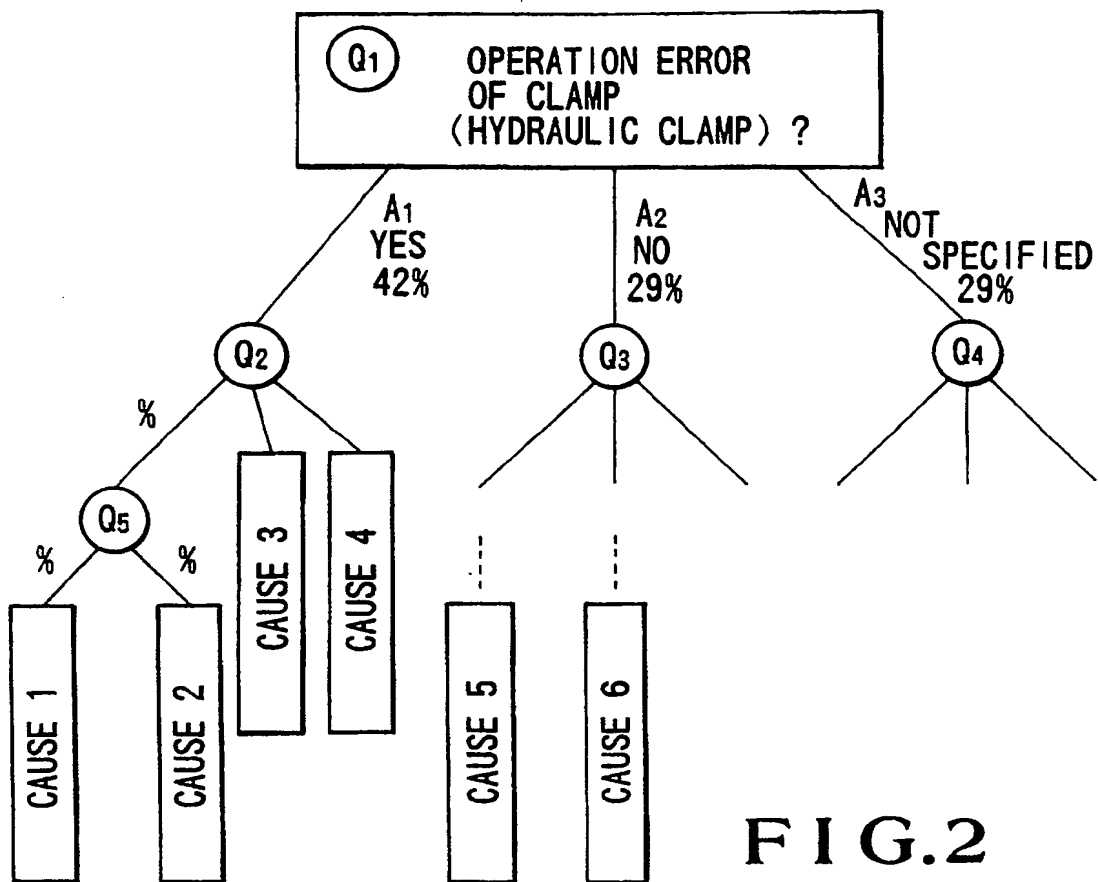 Q1 OPERATION ERROR
OF CLAMP
(HYDRAULIC CLAMP) ?
A1
YES
42%
A2
NO
29%
A3
NOT
SPECIFIED
29%
Q2
Q3
Q4
%
Q5
%
%
CAUSE 1
CAUSE 2
CAUSE 3
CAUSE 4
CAUSE 5
CAUSE 6
FIG.2